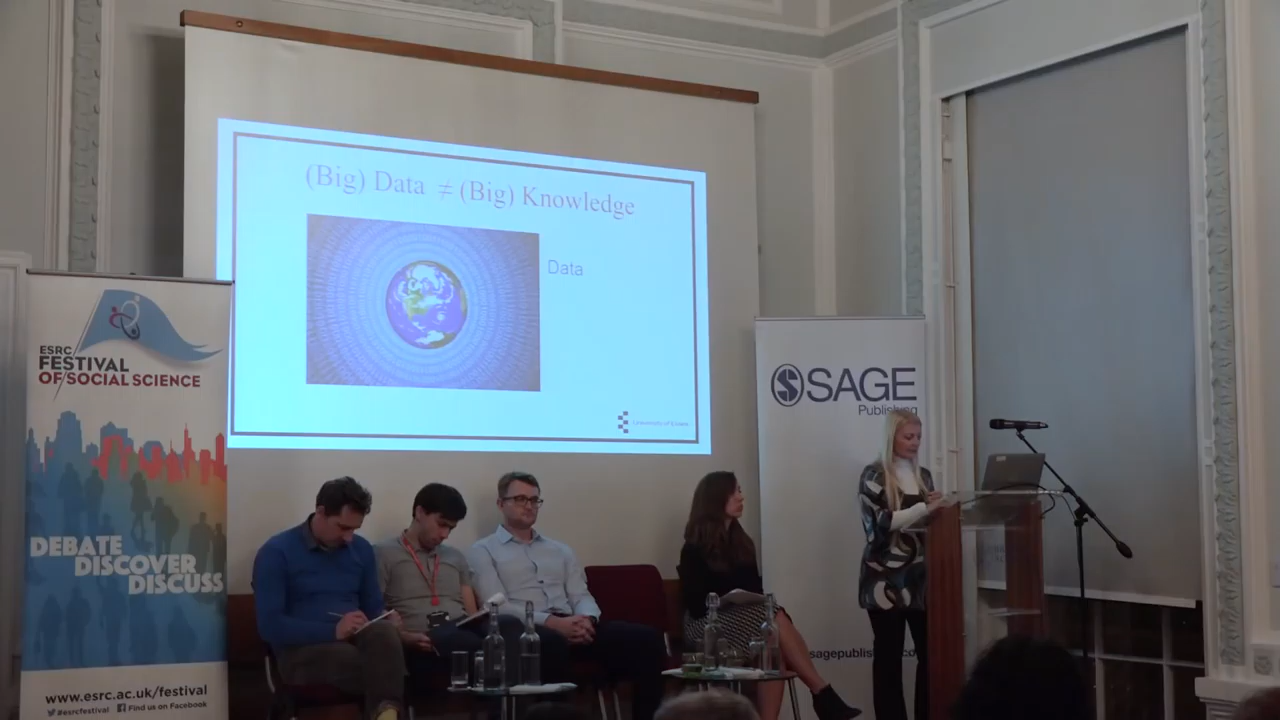 (Big) Data ≠ (Big) Knowledge
Data
ESRC
FESTIVAL
OF SOCIAL SCIENCE
DEBATE
DISCOVER
DISCUSS
www.esrc.ac.uk/festival
#esrcfestival Find us on Facebook
SAGE
Publishing